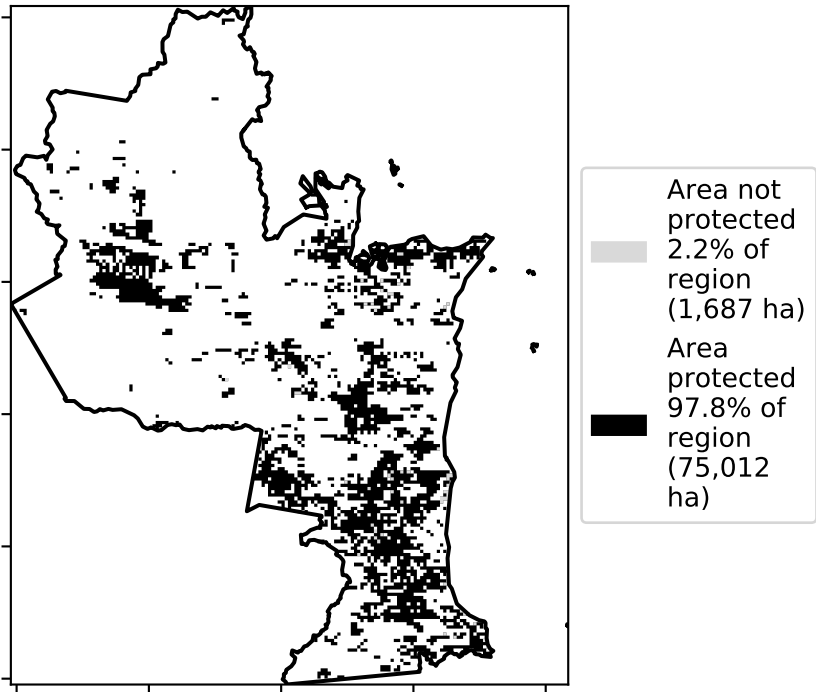 Area not
protected
2.2% of
region
(1,687 ha)
Area
protected
97.8% of
region
(75,012
ha)